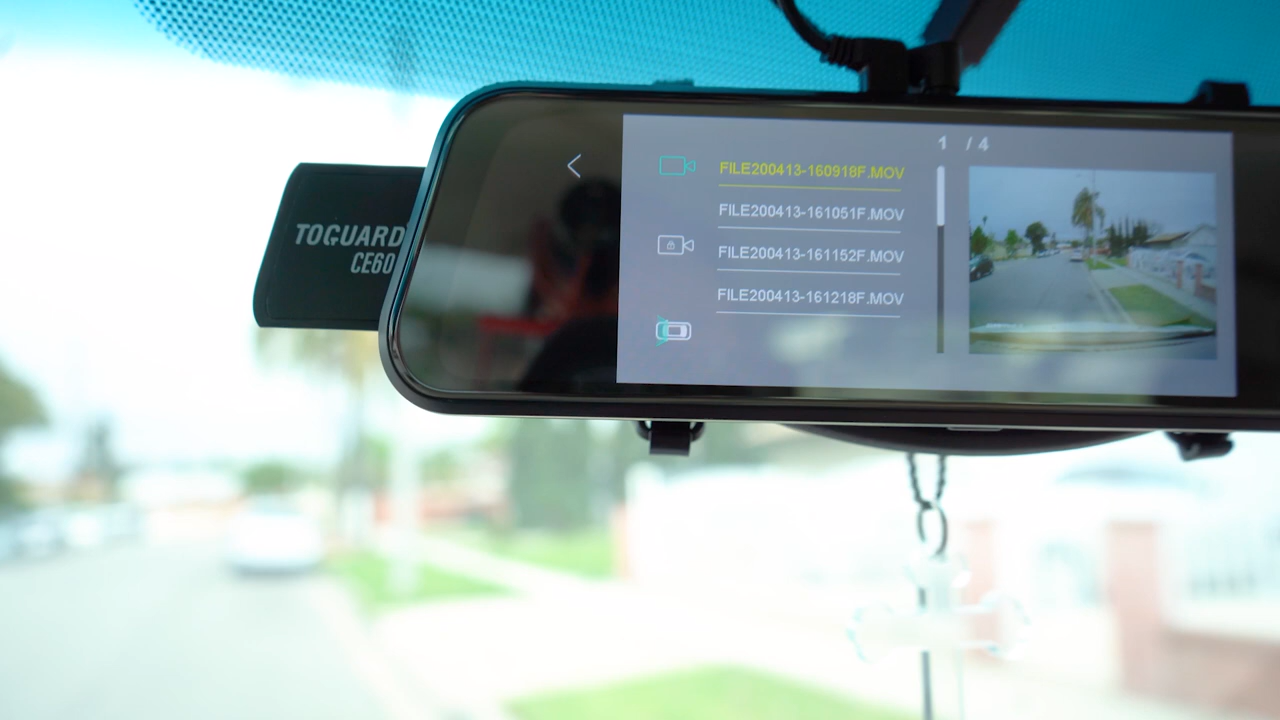 TOGUARD
CE60
1 / 4
FILE200413-160918F.MOV
FILE200413-161051F.MOV
FILE200413-161152F.MOV
FILE200413-161218F.MOV